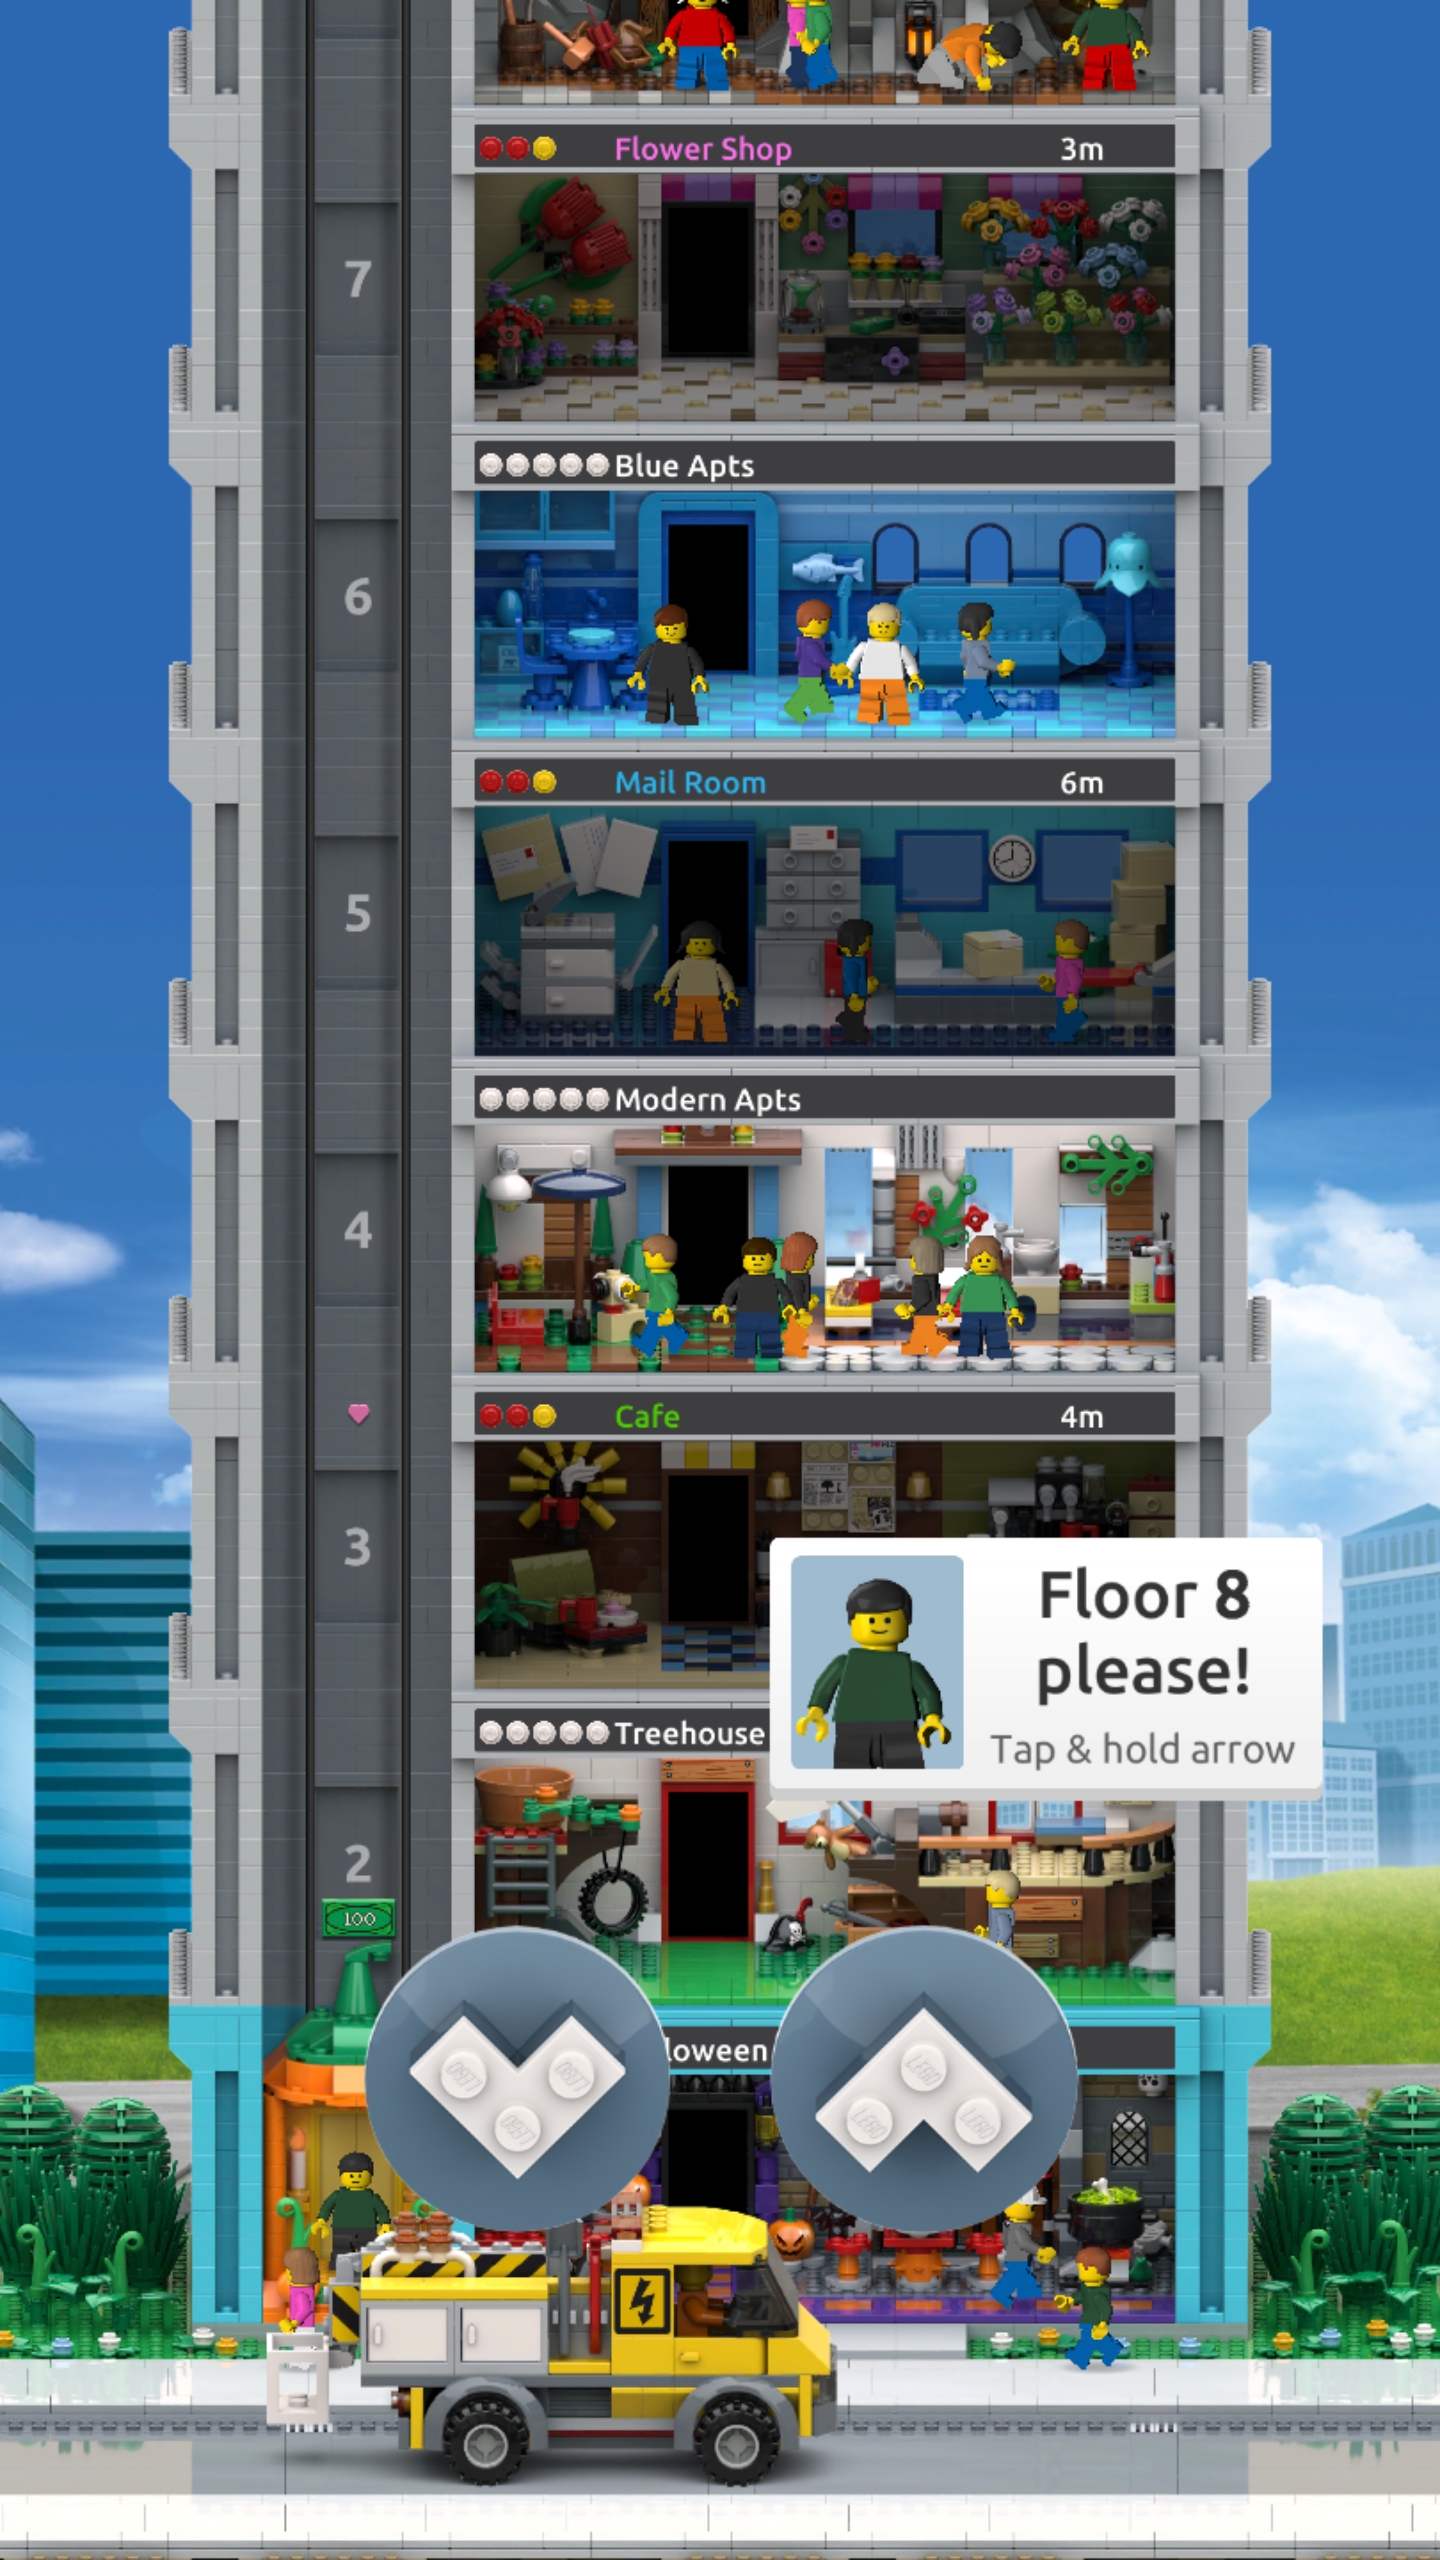 Flower Shop 3m
7
Blue Apts
6
Mail Room 6m
5
Modern Apts
4
Cafe 4m
3
Floor 8
please!
Tap & hold arrow
Treehouse
2
100
loween